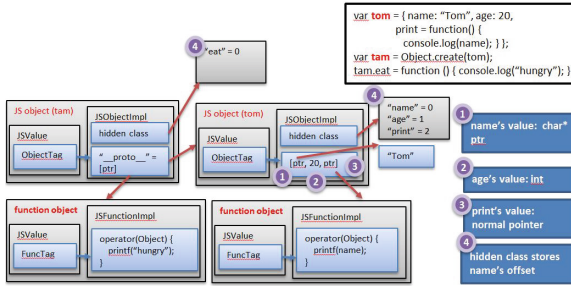 var tom = { name: “Tom”, age: 20,
print = function() {
console.log(name); } };
var tam = Object.create(tom);
tam.eat = function () { console.log(“hungry”); }
4
“eat” = 0
JS object (tam)
JSValue
ObjectTag
JSObjectImpl
hidden class
“__proto__” =
[ptr]
JS object (tom)
JSValue
ObjectTag
JSObjectImpl
hidden class
[ptr, 20, ptr]
1
2
3
4
“name” = 0
“age” = 1
“print” = 2
“Tom”
function object
JSValue
FuncTag
JSFunctionImpl
operator(Object) {
printf(“hungry”);
}
function object
JSValue
FuncTag
JSFunctionImpl
operator(Object) {
printf(name);
}
1
name’s value: char*
ptr
2
age’s value: int
3
print’s value:
normal pointer
4
hidden class stores
name’s offset